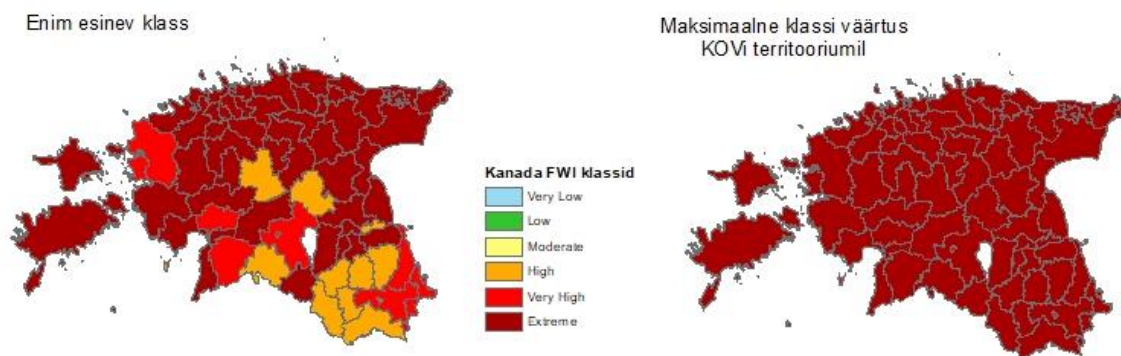 Enim esinev klass
Maksimaalne klassi väärtus
KOVi territooriumil
Kanada FWI klassid
Very Low
Low
Moderate
High
Very High
Extreme